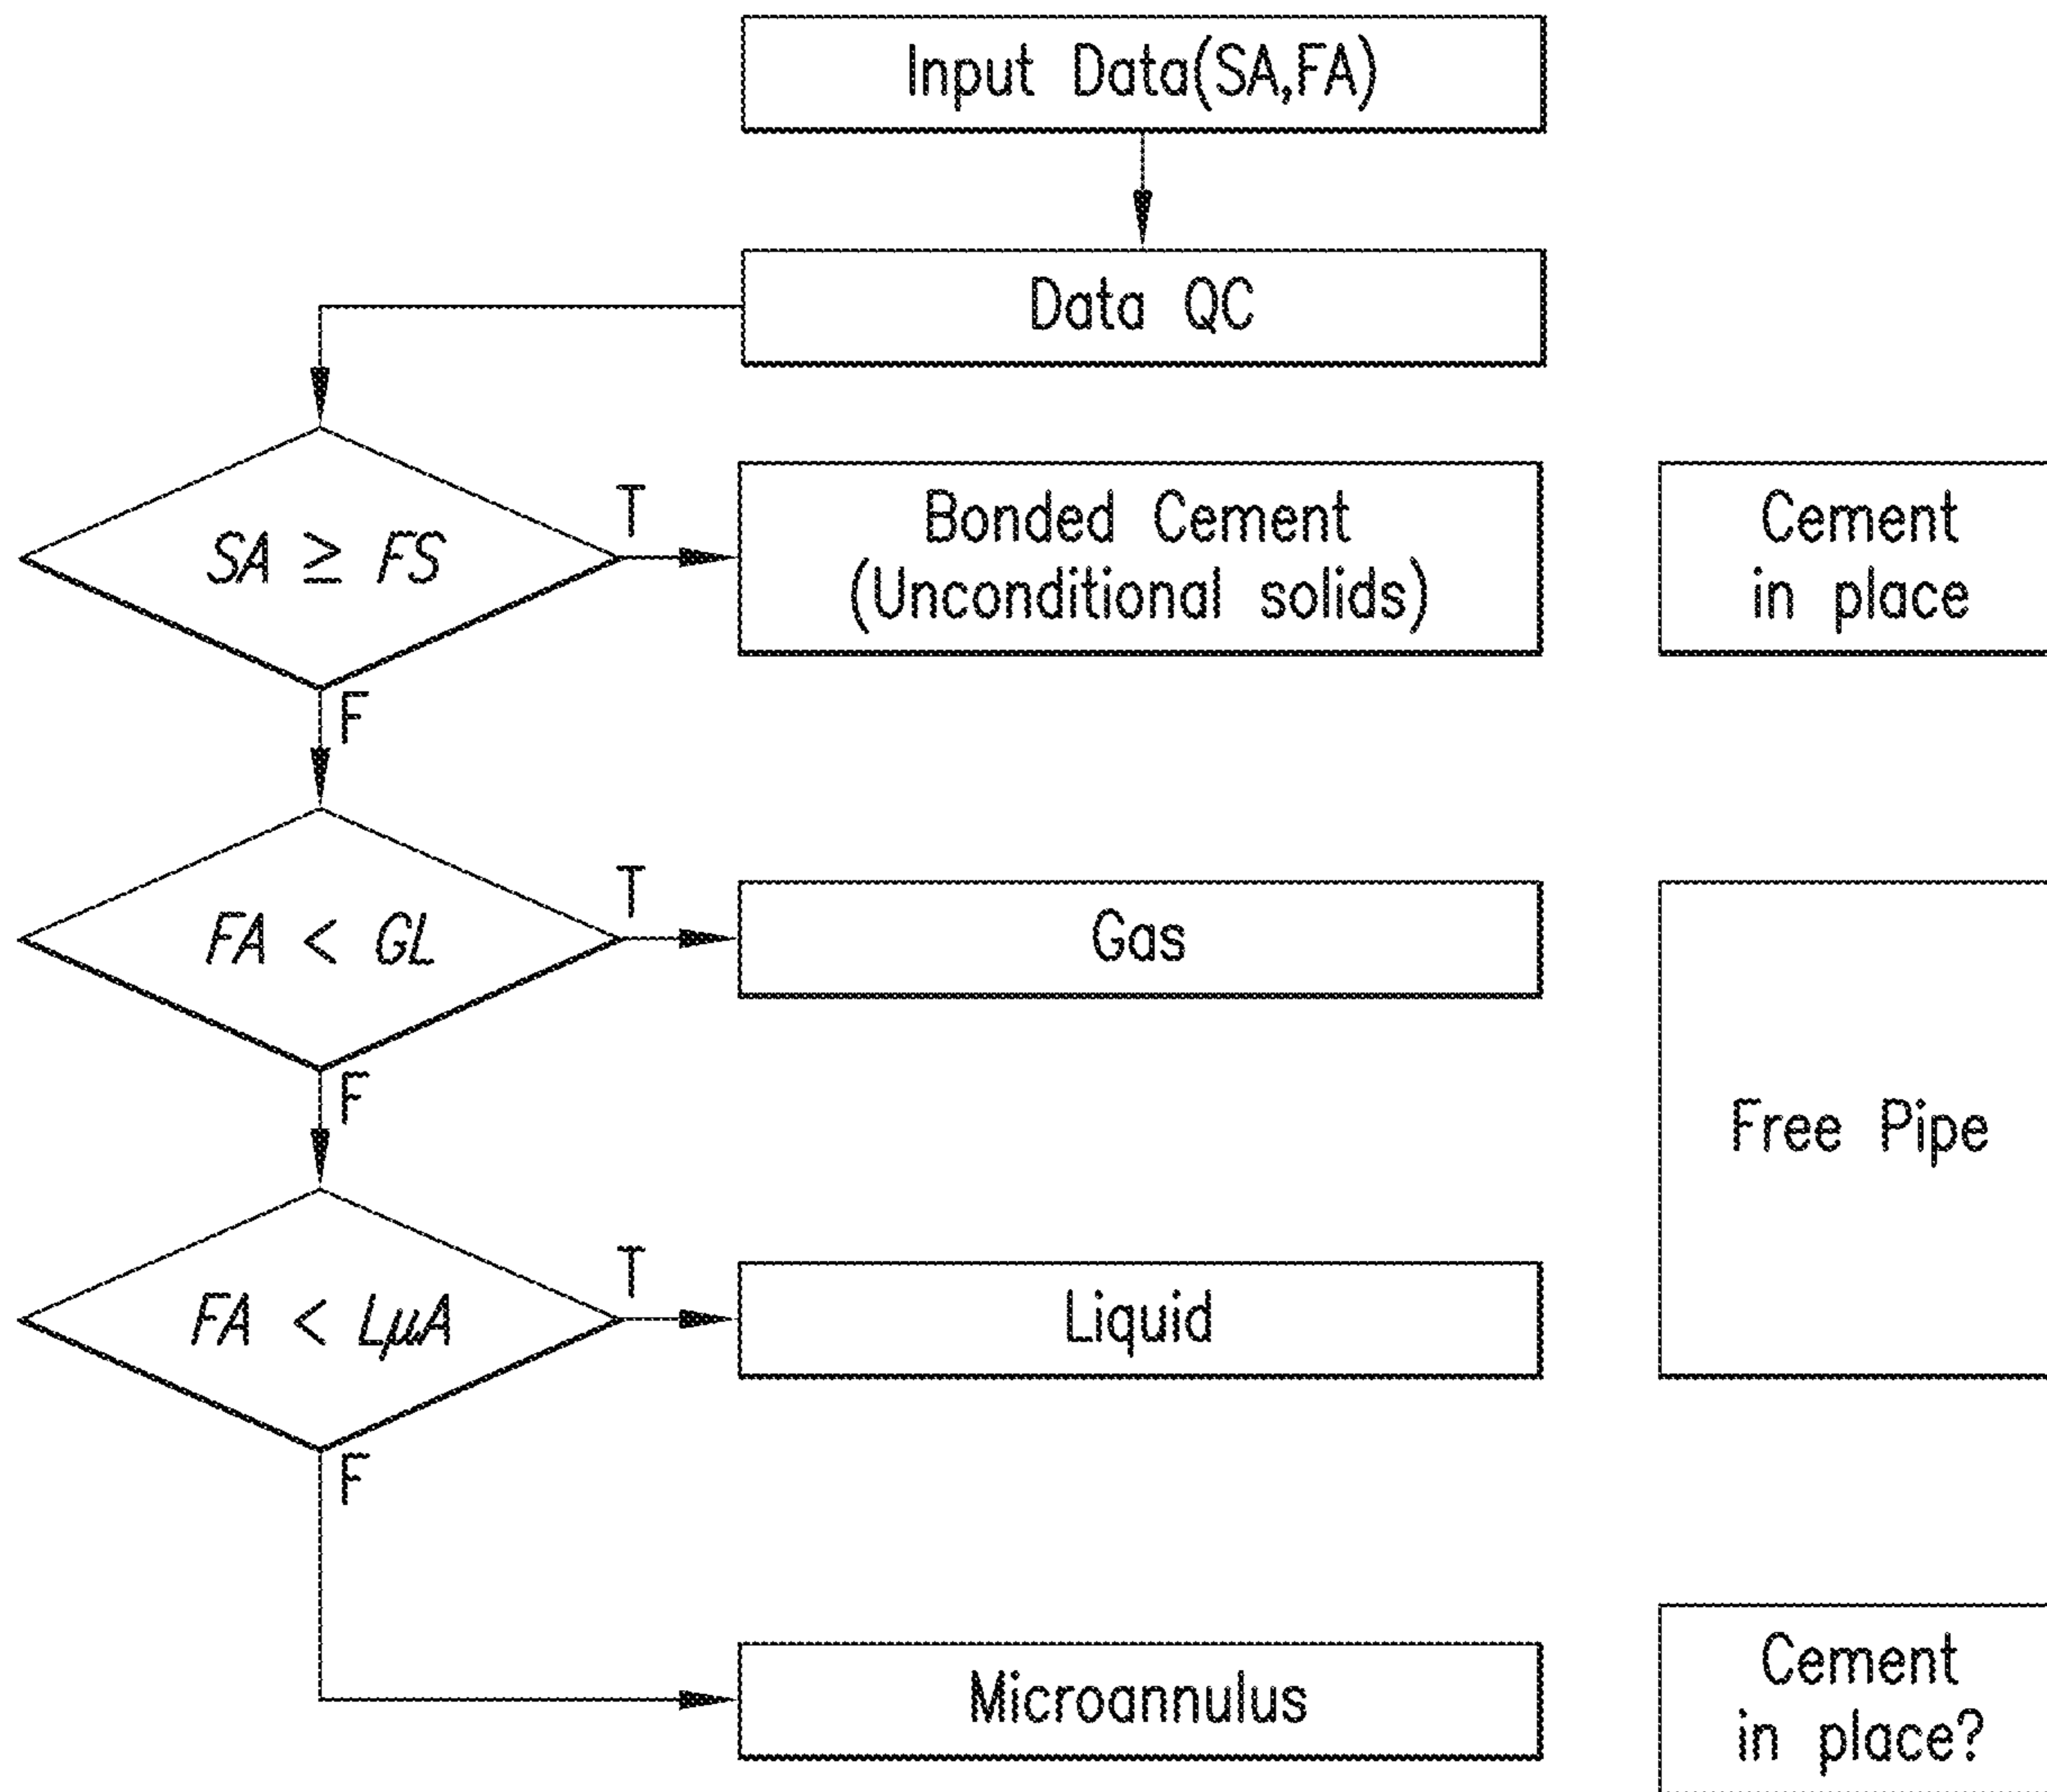 Input Data(SA,FA)
Data QC
SA ≥ FS
T
Bonded Cement
(Unconditional solids)
Cement
in place
F
FA < GL
T
Gas
Free Pipe
F
FA < LμA
T
Liquid
F
Microannulus
Cement
in place?